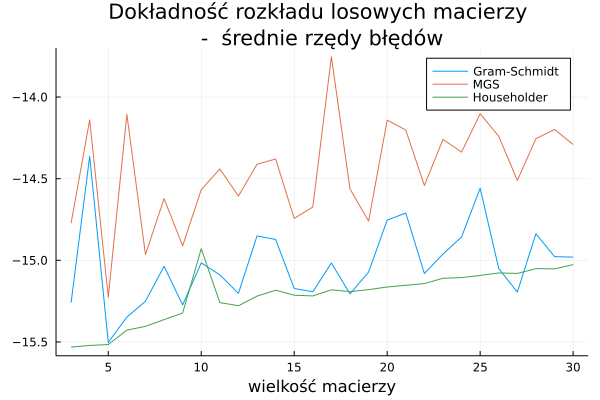 Dokładność rozkładu losowych macierzy
- średnie rzędy błędów
Gram-Schmidt
MGS
Householder
−14.0
−14.5
−15.0
−15.5
5
10
15
20
25
30
wielkość macierzy